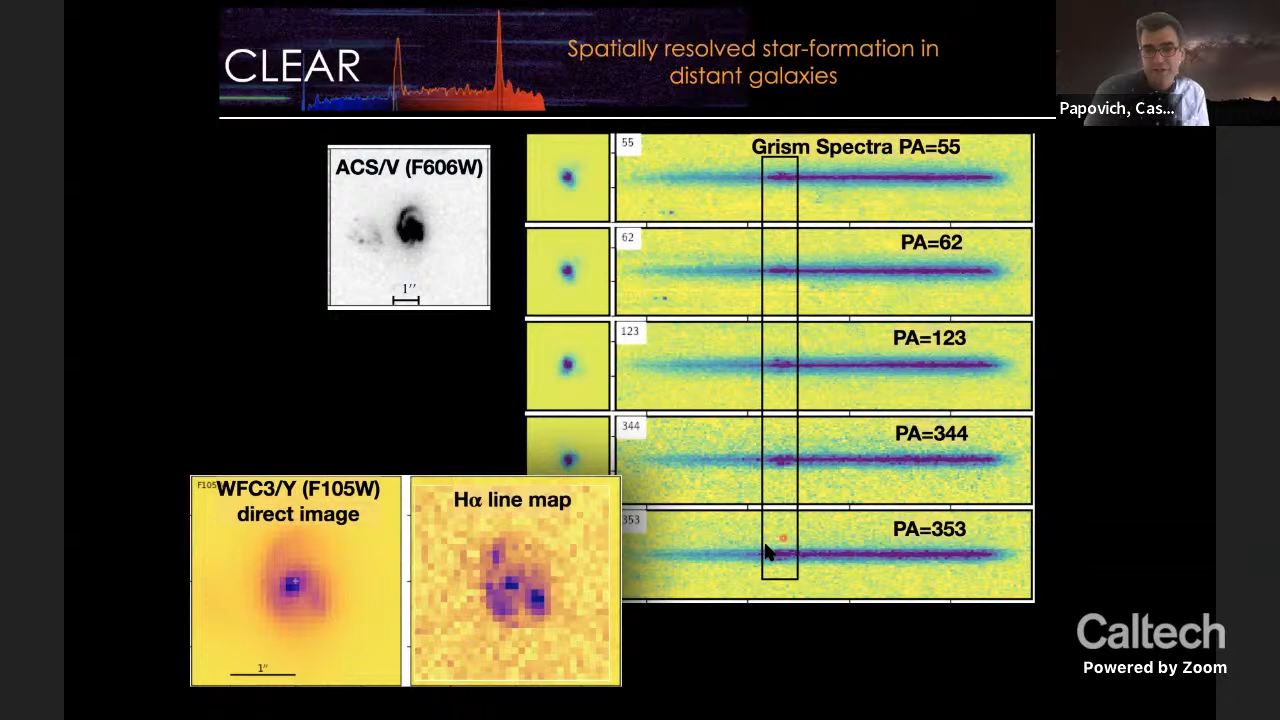 CLEAR
Spatially resolved star-formation in
distant galaxies
Papovich, Cas...
ACS/V (F606W)
1′′
55
Grism Spectra PA=55
62
PA=62
123
PA=123
344
PA=344
353
PA=353
F105
WFC3/Y (F105W)
direct image
1″
Hα line map
Caltech
Powered by Zoom